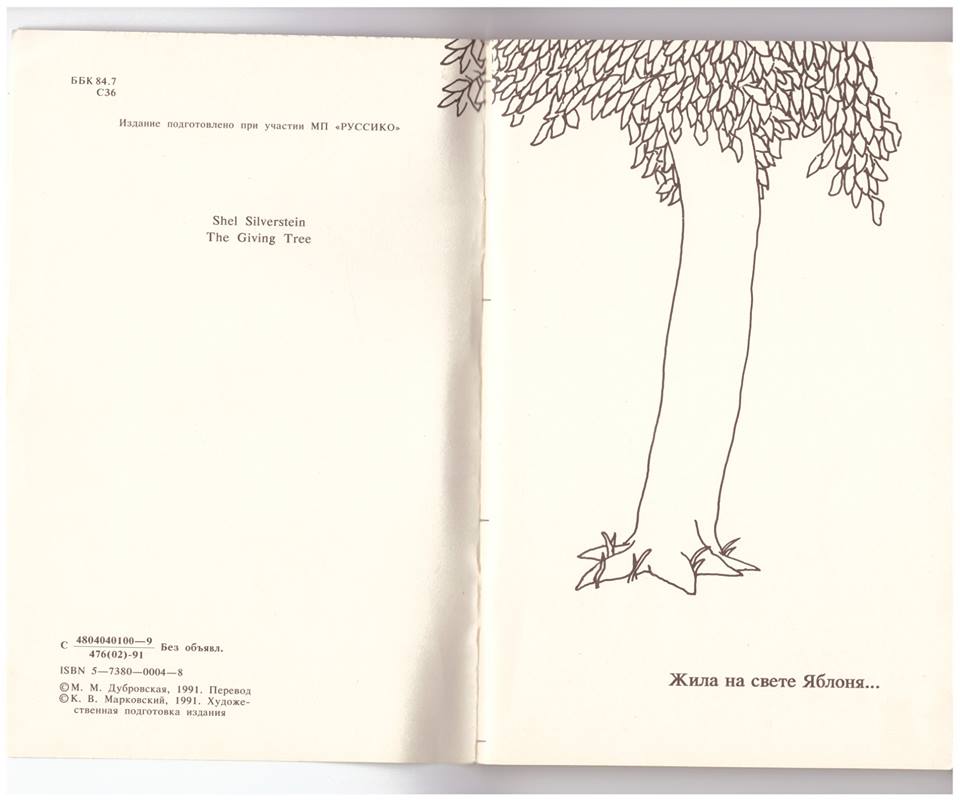 ББК 84.7
С36
Издание подготовлено при участии МП «РУССИКО»
Shel Silverstein
The Giving Tree
С 4804040100—9 Без объявл.
476(02)-91
ISBN 5—7380—0004—8
© М. М. Дубровская, 1991. Перевод
© К. В. Марковский, 1991. Художе-
ственная подготовка издания
Жила на свете Яблоня...